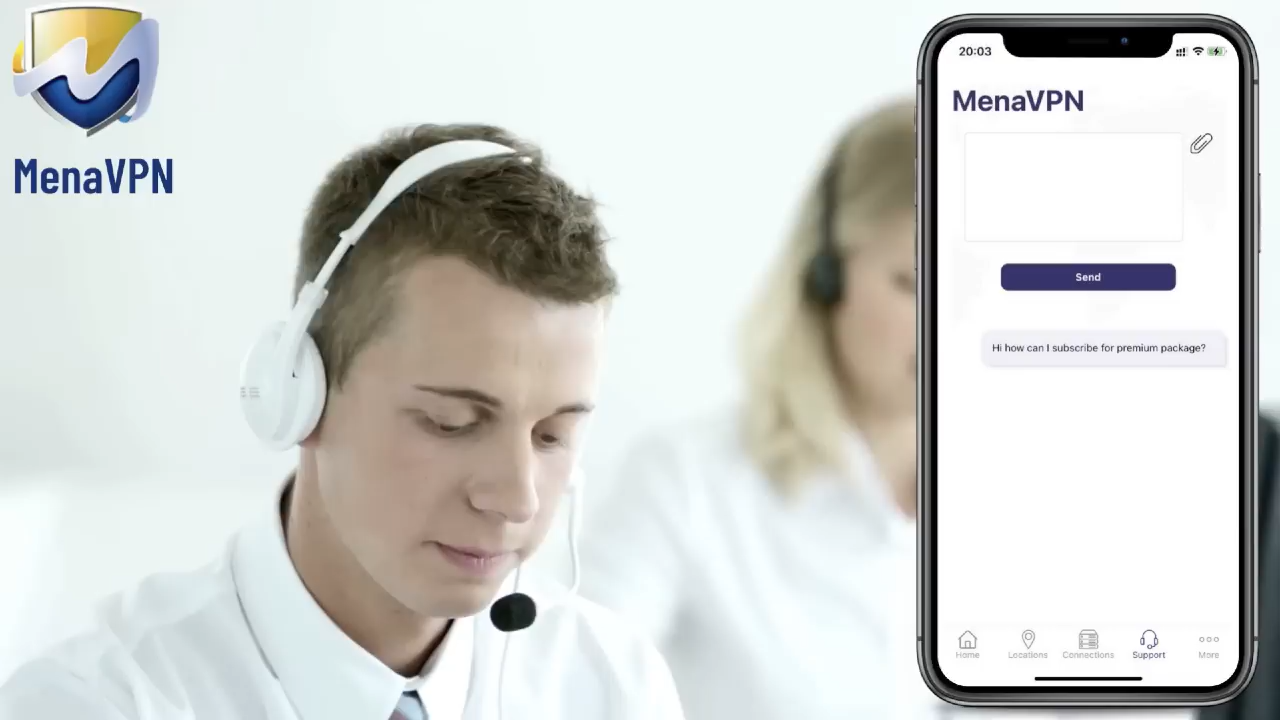 MenaVPN
20:03
MenaVPN
Send
Hi how can I subscribe for premium package?
Home
Locations
Connections
Support
More